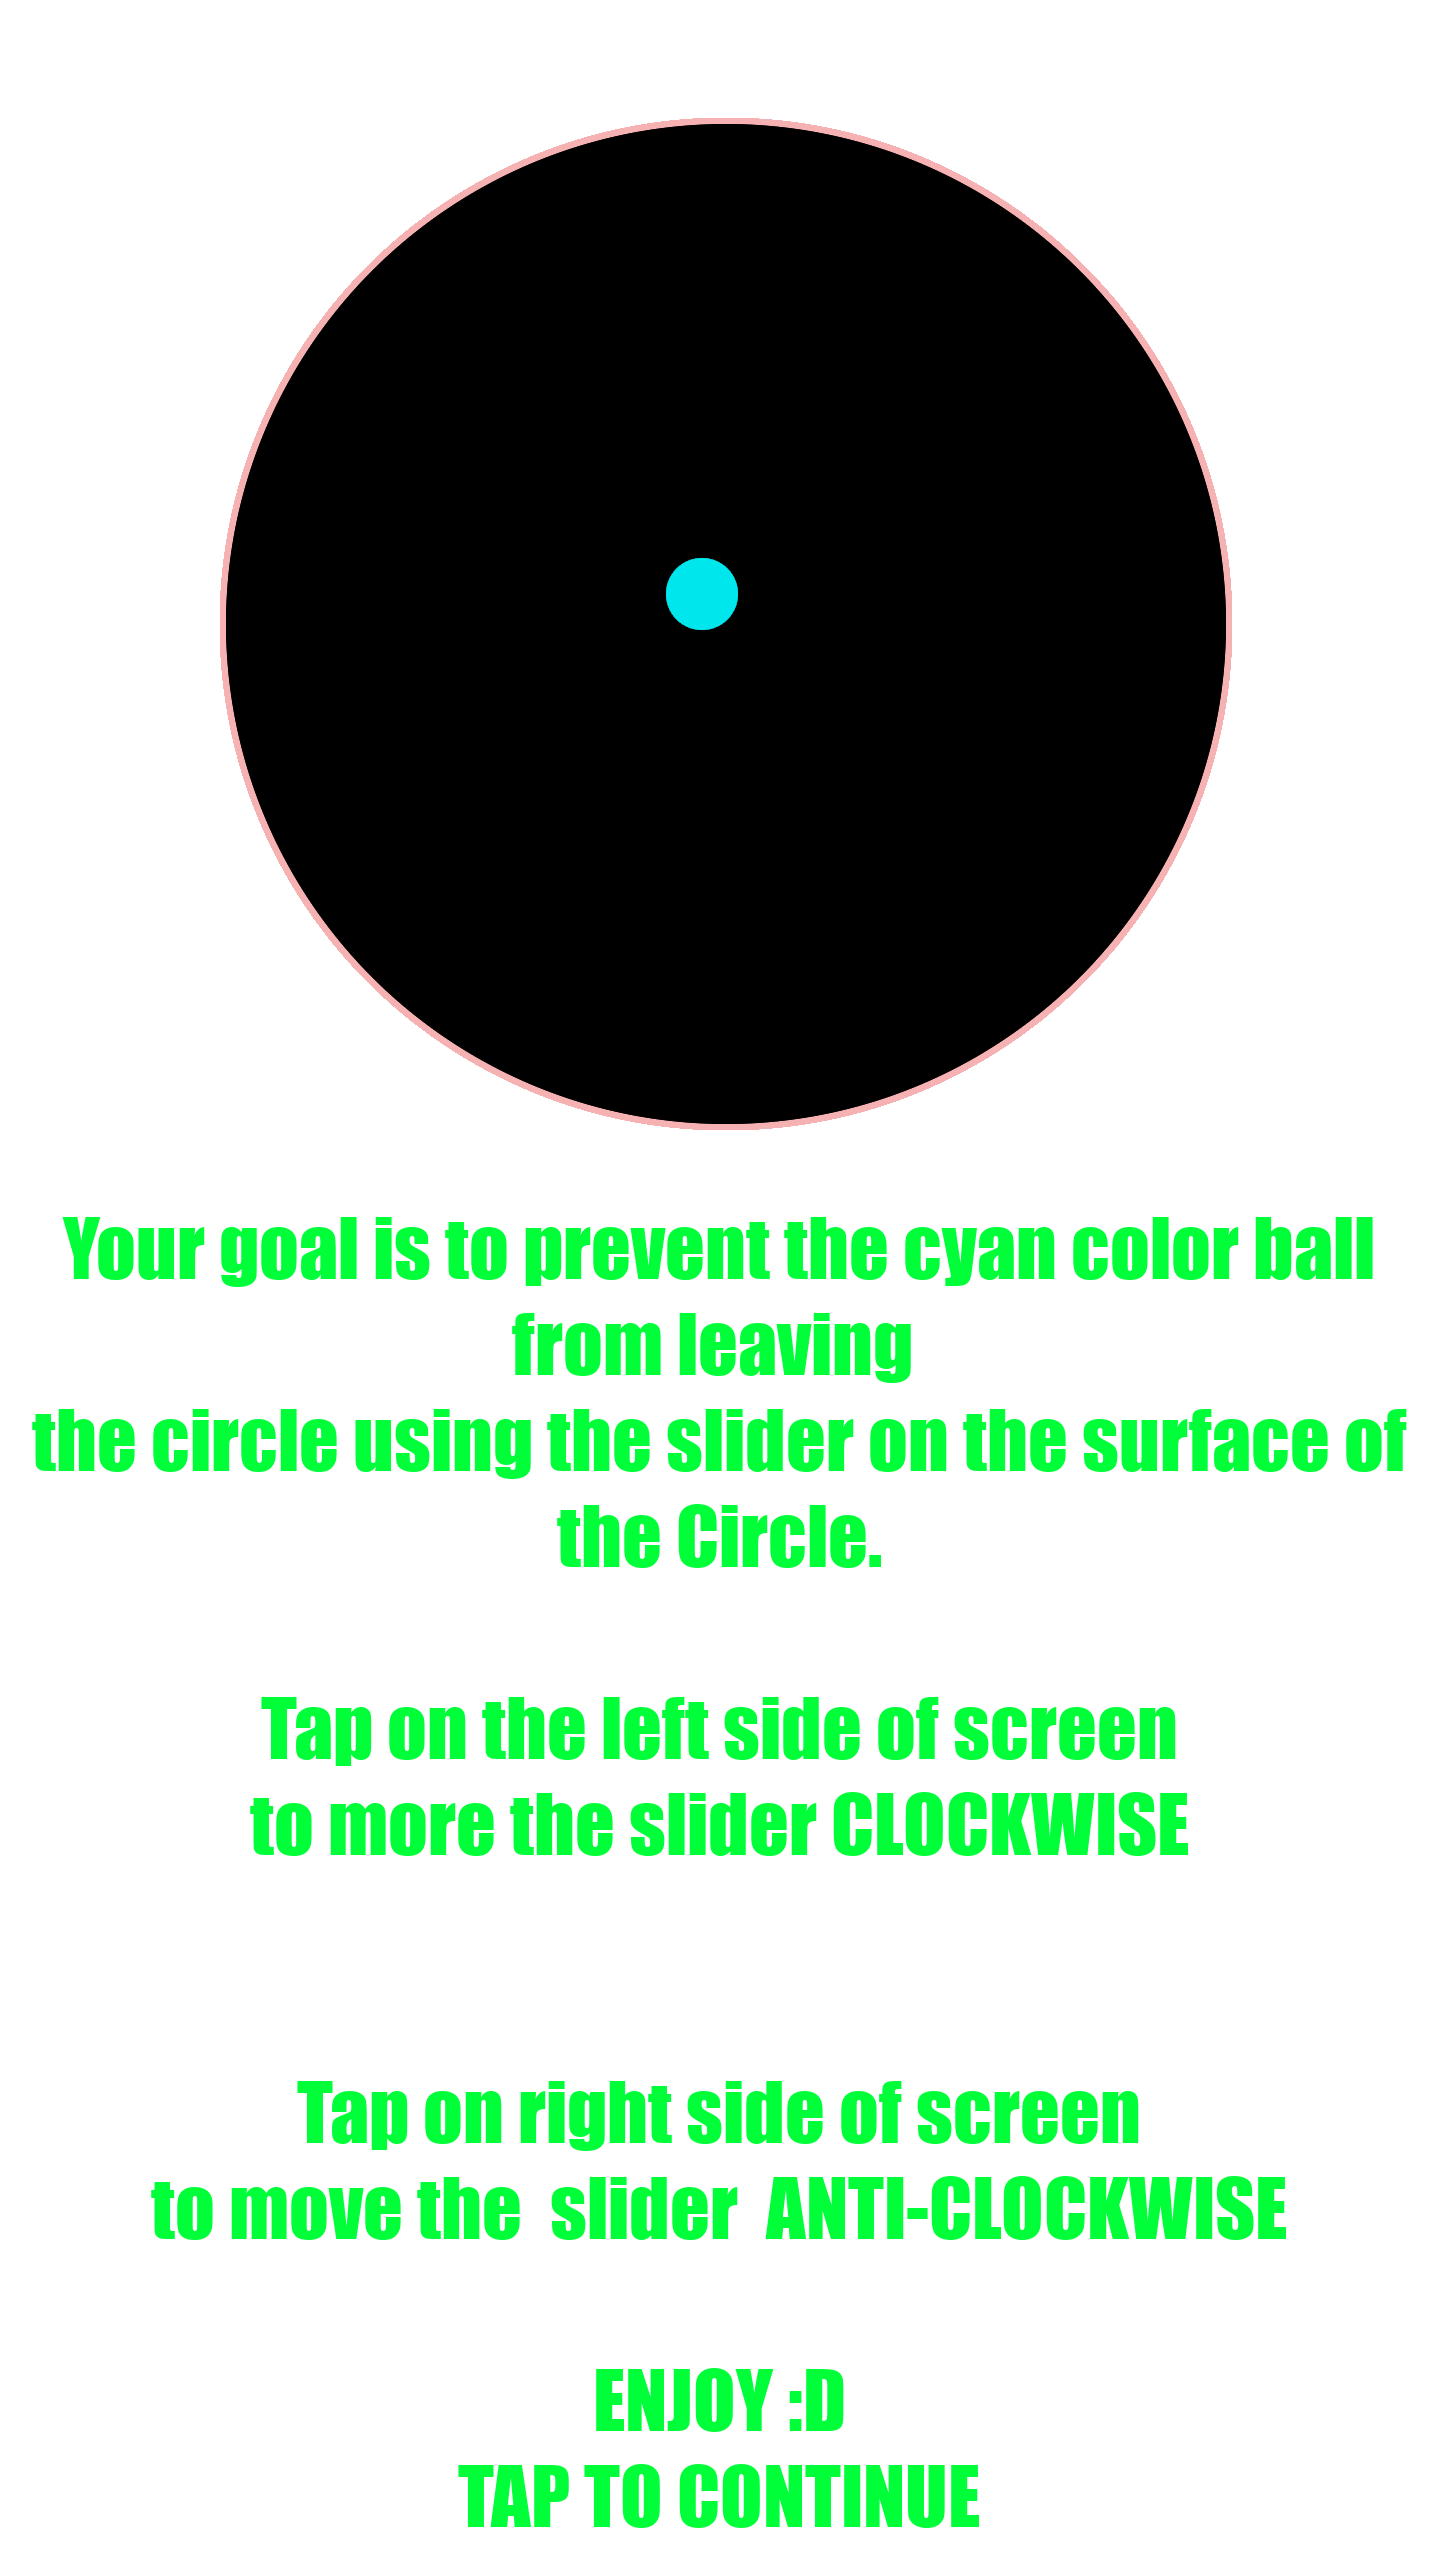 Your goal is to prevent the cyan color ball
from leaving
the circle using the slider on the surface of
the Circle.
Tap on the left side of screen
to more the slider CLOCKWISE
Tap on right side of screen
to move the  slider  ANTI-CLOCKWISE
ENJOY :D
TAP TO CONTINUE